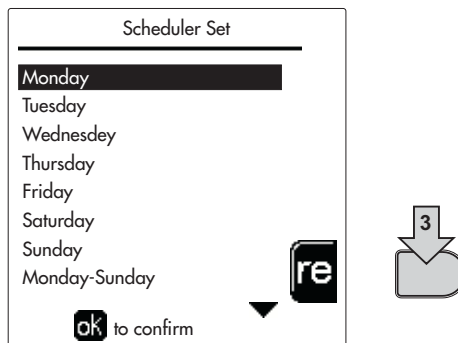 Scheduler Set
Monday
Tuesday
Wednesdey
Thursday
Friday
Saturday
Sunday
Monday-Sunday
re
ok to confirm
3